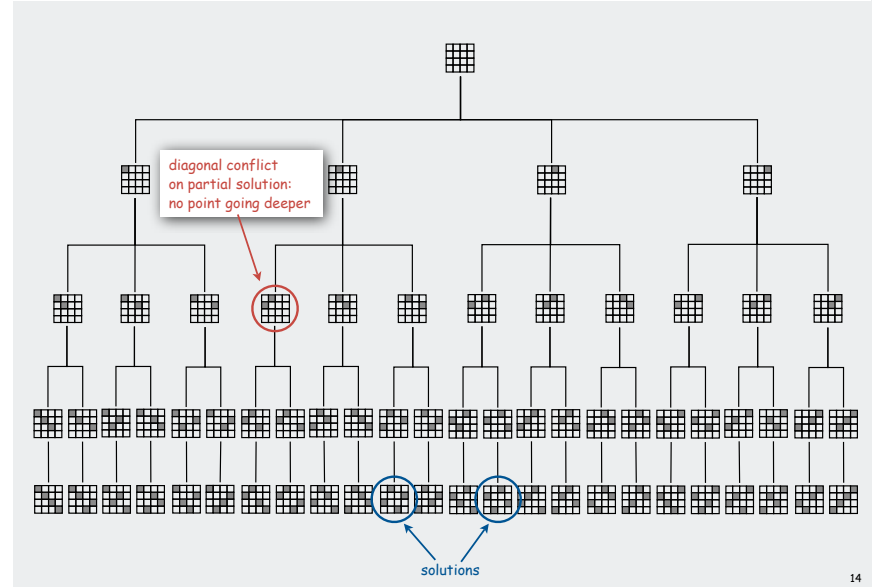 diagonal conflict
on partial solution:
no point going deeper
solutions
14